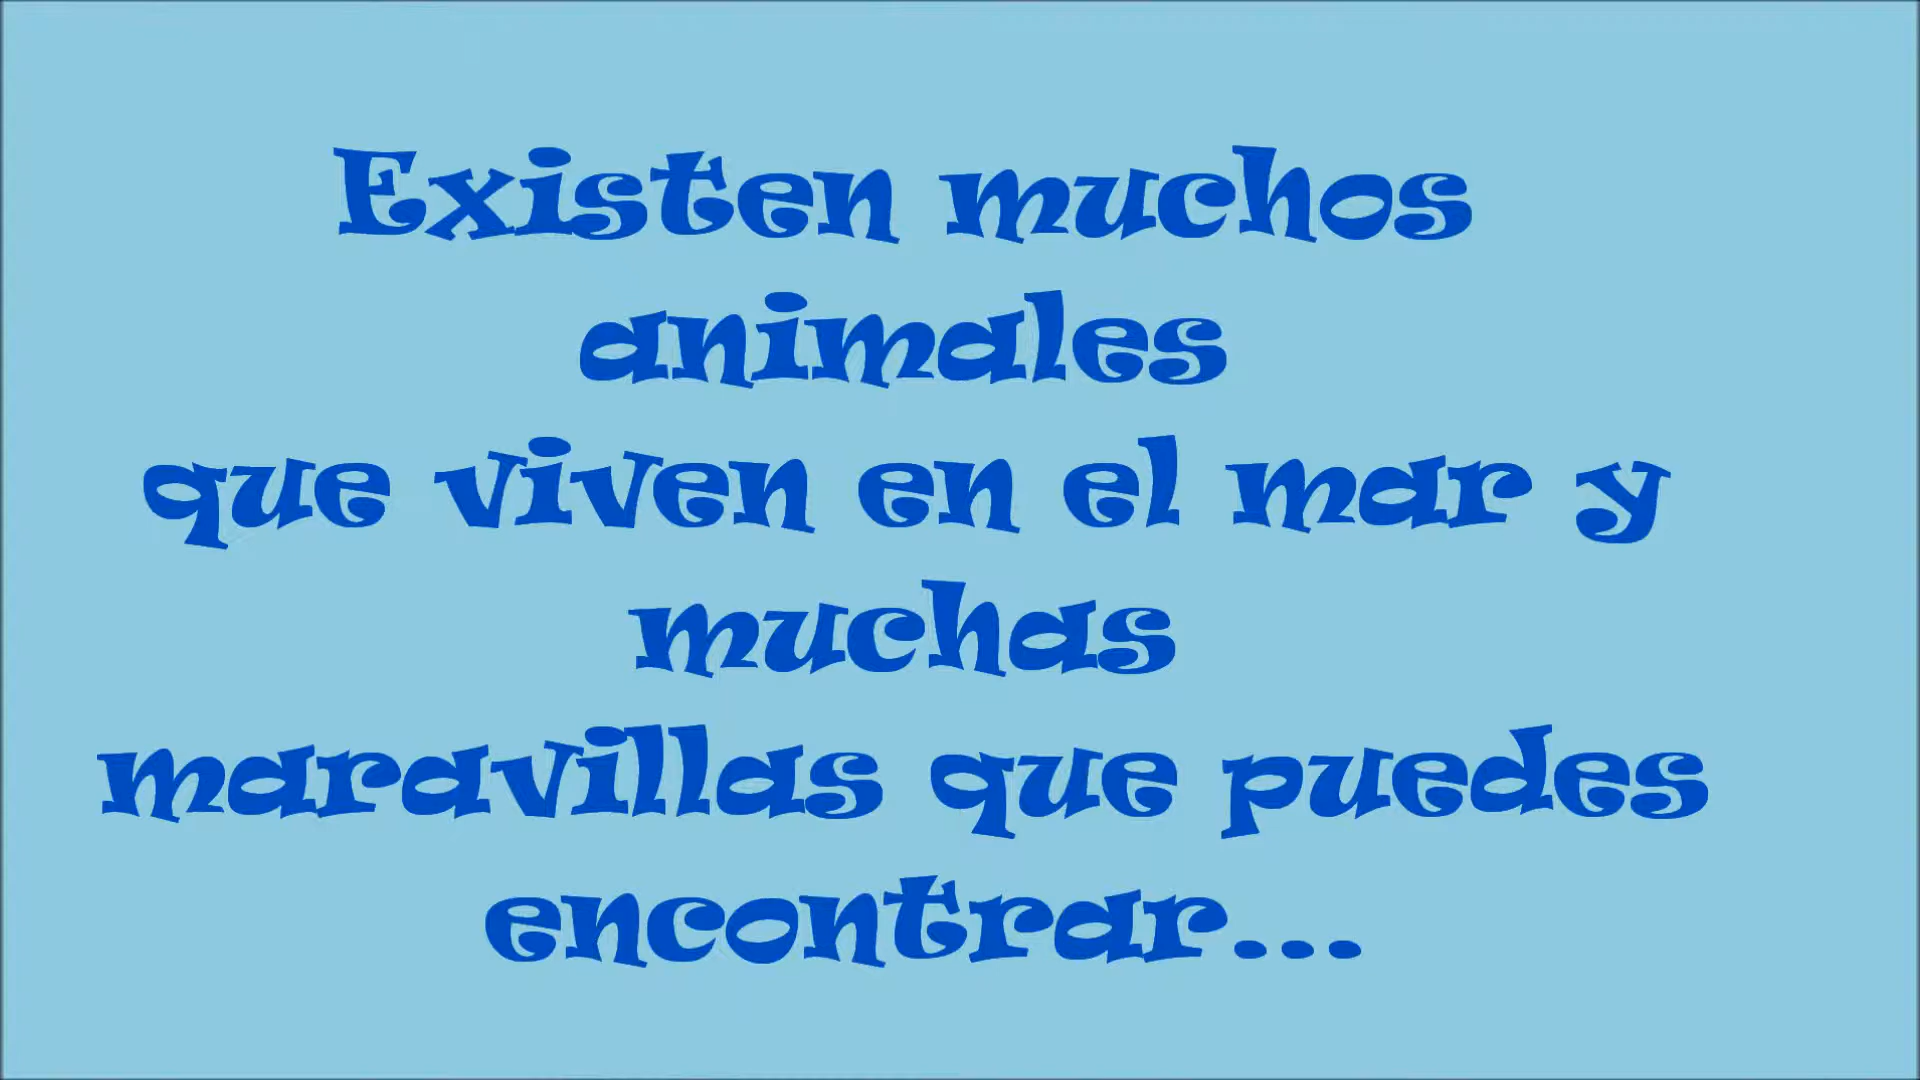 Existen muchos
animales
que viven en el mar y
muchas
maravillas que puedes
encontrar...